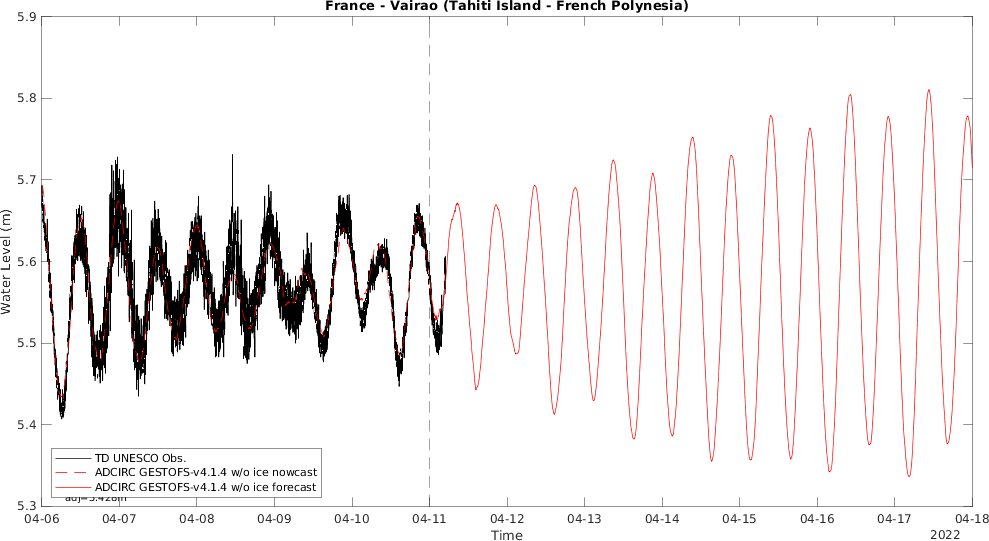 France - Vairao (Tahiti Island - French Polynesia)
Water Level (m)
5.9
5.8
5.7
5.6
5.5
5.4
5.3
TD UNESCO Obs.
ADCIRC GESTOFS-v4.1.4 w/o ice nowcast
ADCIRC GESTOFS-v4.1.4 w/o ice forecast
04-06 04-07 04-08 04-09 04-10 04-11 04-12 04-13 04-14 04-15 04-16 04-17 04-18
Time
2022